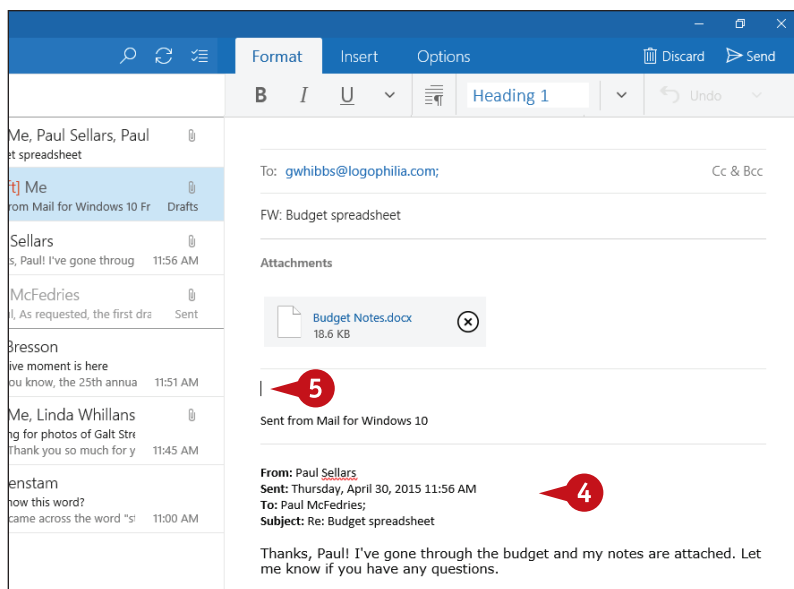 Format Insert Options Discard Send
B I U Heading 1 Undo
Me, Paul Sellars, Paul
et spreadsheet
ft] Me
rom Mail for Windows 10 Fr Drafts
Sellars
s, Paul! I've gone throug 11:56 AM
McFedries
l, As requested, the first dra Sent
Bresson
ive moment is here
ou know, the 25th annua 11:51 AM
Me, Linda Whillans
ng for photos of Galt Stre
Thank you so much for y 11:45 AM
enstam
now this word?
came across the word "st 11:00 AM
To: gwhibbs@logophilia.com; Cc & Bcc
FW: Budget spreadsheet
Attachments
Budget Notes.docx
18.6 KB
5
Sent from Mail for Windows 10
From: Paul Sellars
Sent: Thursday, April 30, 2015 11:56 AM
4
To: Paul McFedries;
Subject: Re: Budget spreadsheet
Thanks, Paul! I've gone through the budget and my notes are attached. Let
me know if you have any questions.